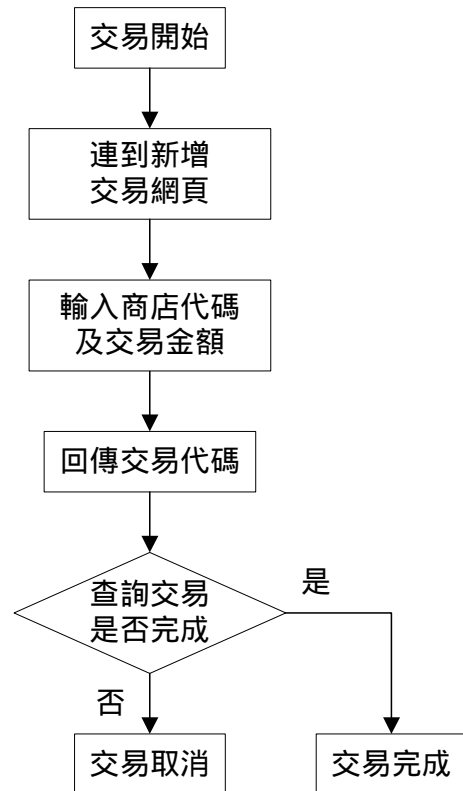 交易開始
連到新增
交易網頁
輸入商店代碼
及交易金額
回傳交易代碼
查詢交易
是否完成
是
否
交易取消
交易完成